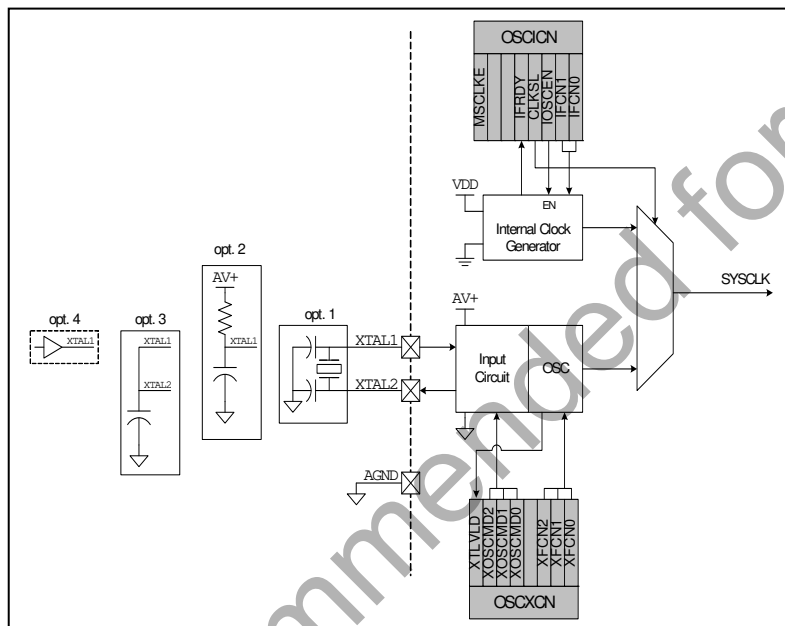 OSCICN
MSCLKE
IFRDY
CLKSL
IOSCEN
IFCN1
IFCN0
VDD
EN
Internal Clock
Generator
opt. 2
AV+
XTAL1
opt. 4
XTAL1
opt. 3
XTAL1
XTAL2
opt. 1
XTAL1
XTAL2
AV+
Input
Circuit
OSC
SYSCLK
AGND
XTLVLD
XOSCMD2
XOSCMD1
XOSCMD0
XFCN2
XFCN1
XFCN0
OSCXCN
mmended for